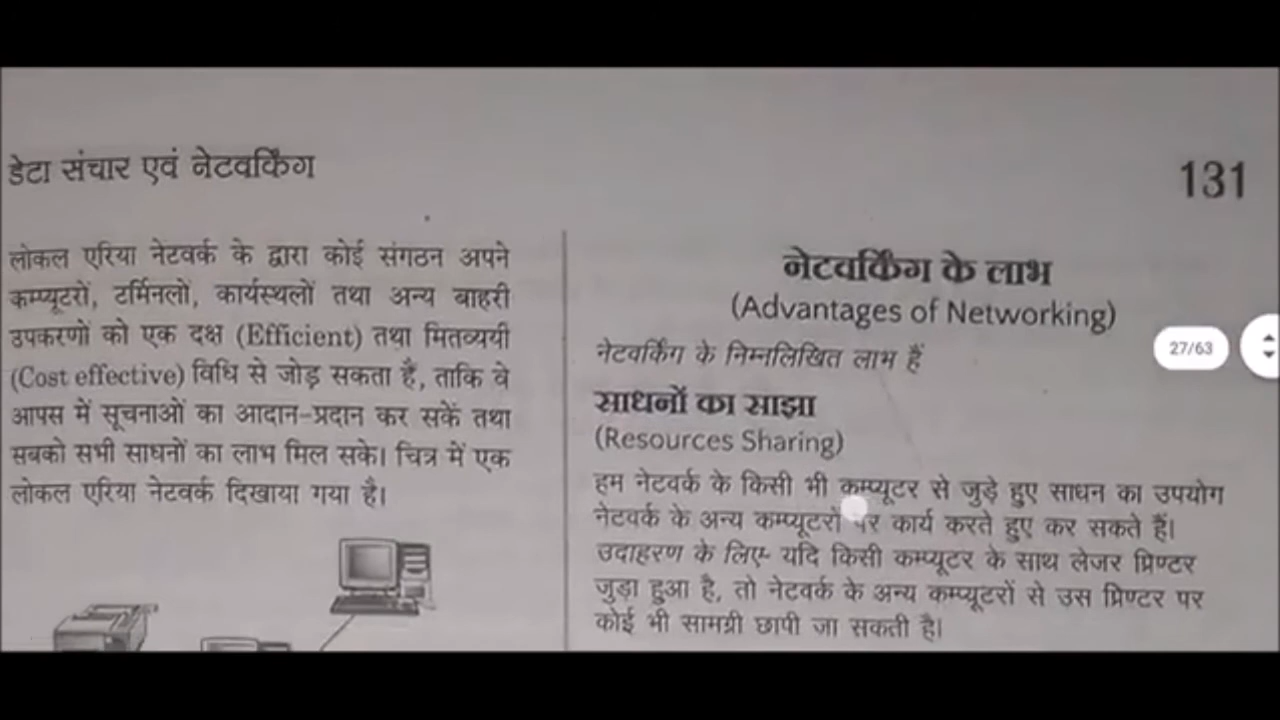 डेटा संचार एवं नेटवर्किंग
131
लोकल एरिया नेटवर्क के द्वारा कोई संगठन अपने
कम्प्यूटरों, टर्मिनलों, कार्यस्थलों तथा अन्य बाहरी
उपकरणों को एक दक्ष (Efficient) तथा मितव्ययी
(Cost effective) विधि से जोड़ सकता है, ताकि वे
आपस में सूचनाओं का आदान-प्रदान कर सकें तथा
सबको सभी साधनों का लाभ मिल सके। चित्र में एक
लोकल एरिया नेटवर्क दिखाया गया है।
नेटवर्किंग के लाभ
(Advantages of Networking)
नेटवर्किंग के निम्नलिखित लाभ हैं
साधनों का साझा
(Resources Sharing)
हम नेटवर्क के किसी भी कम्प्यूटर से जुड़े हुए साधन का उपयोग
नेटवर्क के अन्य कम्प्यूटरों पर कार्य करते हुए कर सकते हैं।
उदाहरण के लिए- यदि किसी कम्प्यूटर के साथ लेजर प्रिण्टर
जुड़ा हुआ है, तो नेटवर्क के अन्य कम्प्यूटरों से उस प्रिण्टर पर
कोई भी सामग्री छापी जा सकती है।
27/63